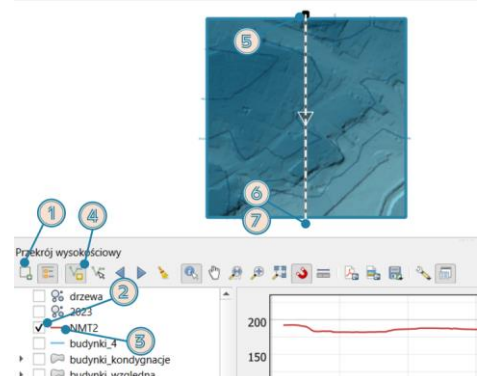 5
6
7
1
4
Przekrój wysokościowy
2
drzewa
2023
NMT2
3
200
budynki_4
150
budynki_kondygnacje
budynki_względna